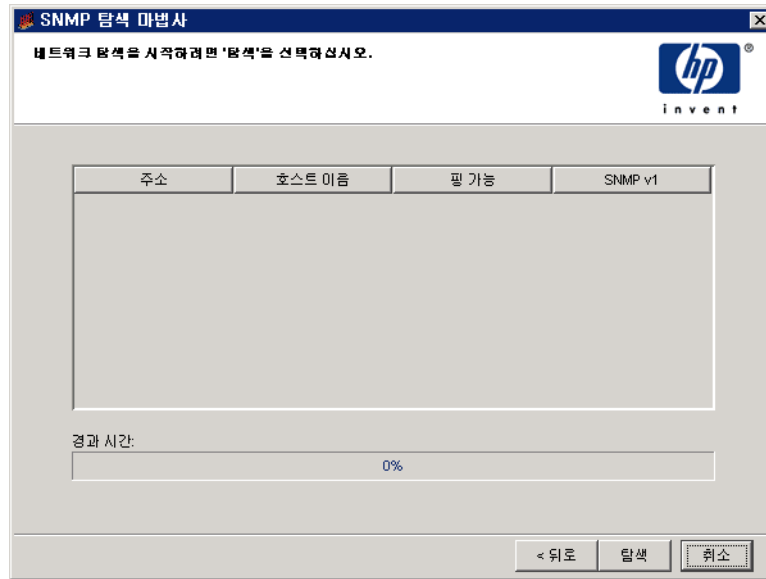 SNMP 탐색 마법사
네트워크 탐색을 시작하려면 '탐색'을 선택하십시오.
hp
®
invent
주소 호스트 이름 핑 가능 SNMP v1
경과 시간:
0%
< 뒤로 탐색 취소